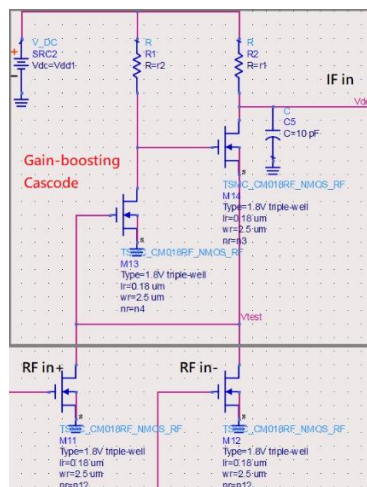 V_DC
SRC2
Vdc=Vdd1
R
R1
R=r2
R
R2
R=r1
IF in
C
C5
C=10 pF
Gain-boosting
Cascode
TSMC_CM018RF_NMOS_RF
M14
Type=1.8V triple-well
lr=0.18 um
wr=2.5 um
nr=n3
TSMC_CM018RF_NMOS_RF
M13
Type=1.8V triple-well
lr=0.18 um
wr=2.5 um
nr=n4
Vtest
RF in+
RF in-
TSMC_CM018RF_NMOS_RF
M11
Type=1.8V triple-well
lr=0.18 um
wr=2.5 um
nr=n12
TSMC_CM018RF_NMOS_RF
M12
Type=1.8V triple-well
lr=0.18 um
wr=2.5 um
nr=n12